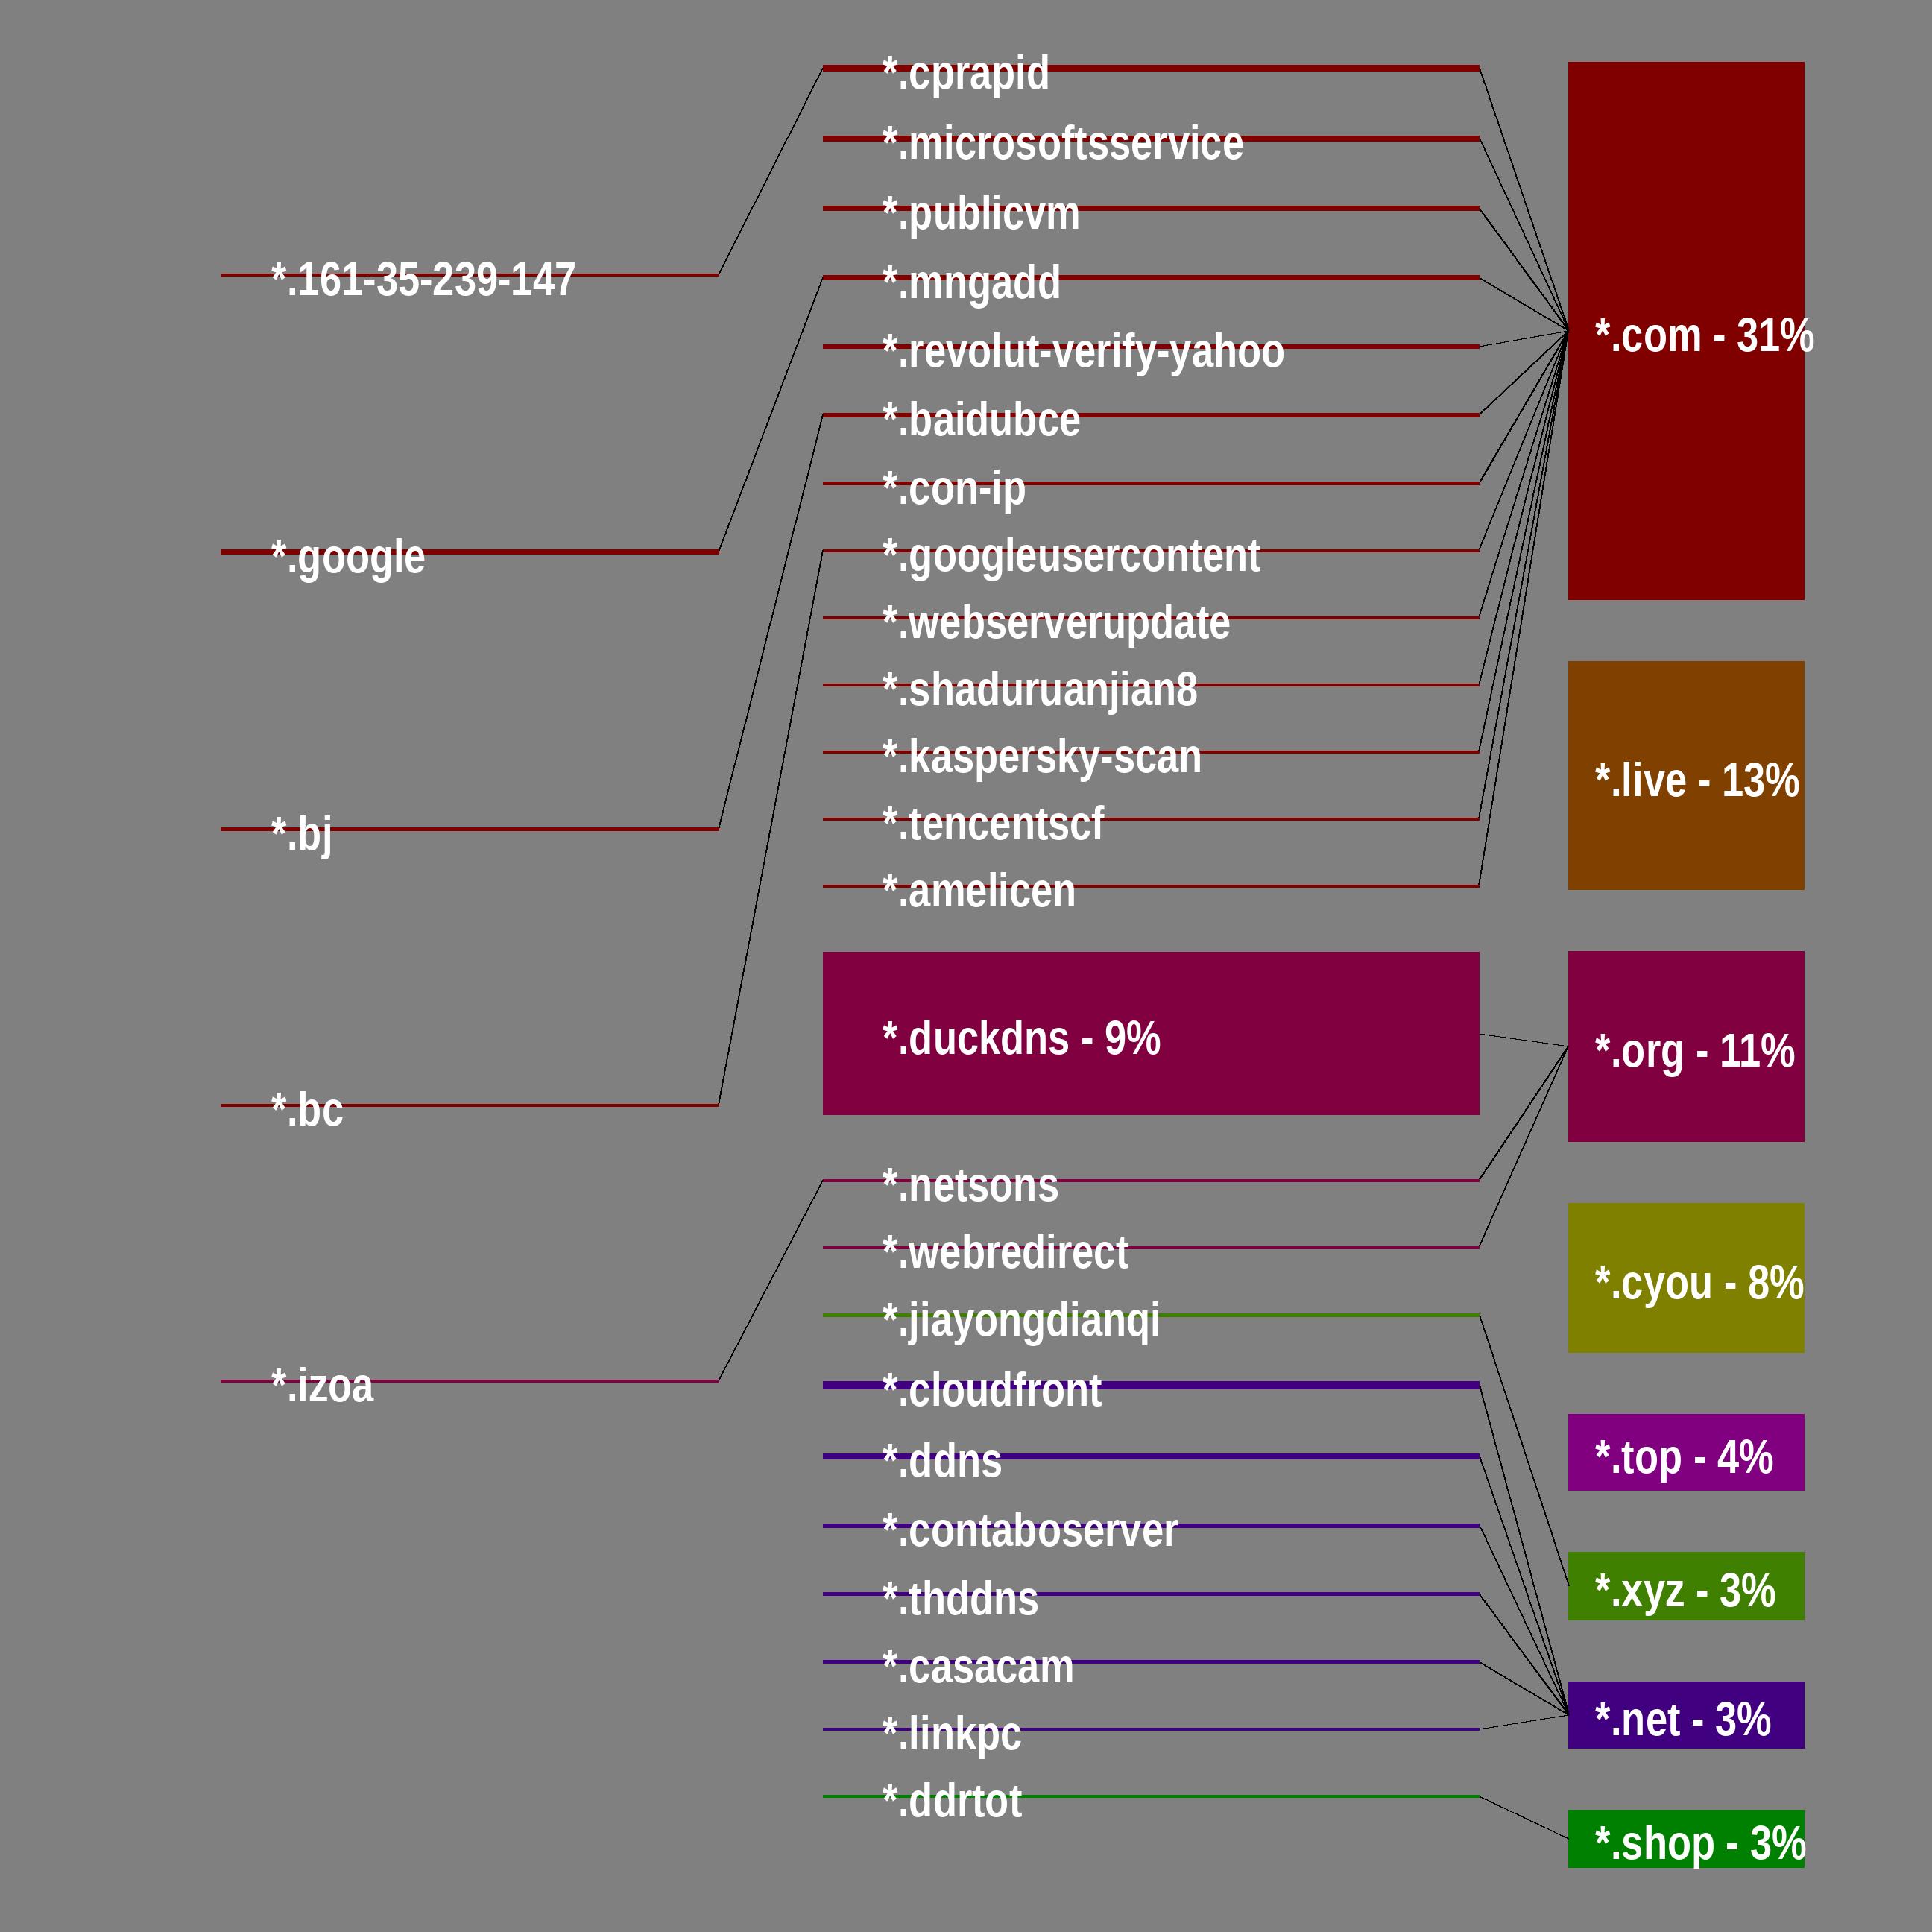 *.161-35-239-147
*.google
*.bj
*.bc
*.izoa
*.cprapid
*.microsoftsservice
*.publicvm
*.mngadd
*.revolut-verify-yahoo
*.baidubce
*.con-ip
*.googleusercontent
*.webserverupdate
*.shaduruanjian8
*.kaspersky-scan
*.tencentscf
*.amelicen
*.duckdns - 9%
*.netsons
*.webredirect
*.jiayongdianqi
*.cloudfront
*.ddns
*.contaboserver
*.thddns
*.casacam
*.linkpc
*.ddrtot
*.com - 31%
*.live - 13%
*.org - 11%
*.cyou - 8%
*.top - 4%
*.xyz - 3%
*.net - 3%
*.shop - 3%